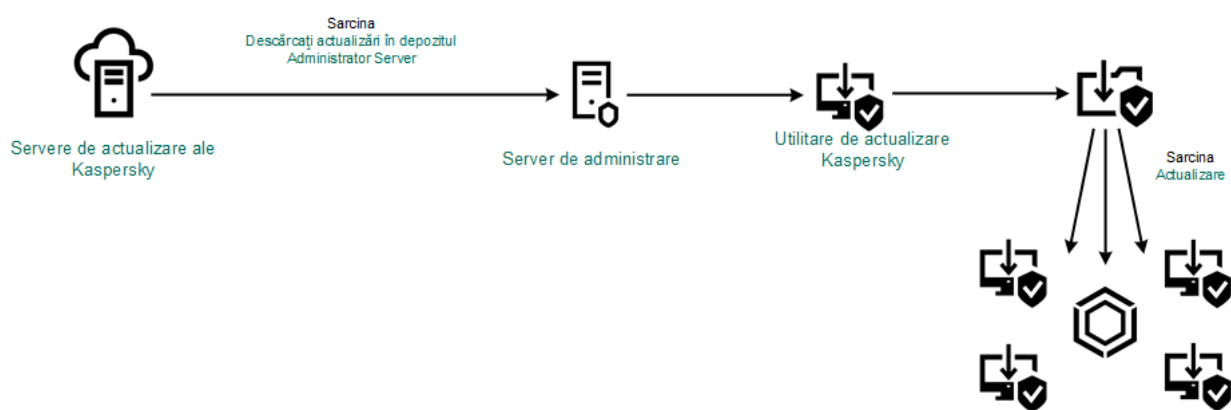 Sarcina
Descărcați actualizări în depozitul
Administrator Server
Servere de actualizare ale
Kaspersky
Server de administrare
Utilitare de actualizare
Kaspersky
Sarcina
Actualizare